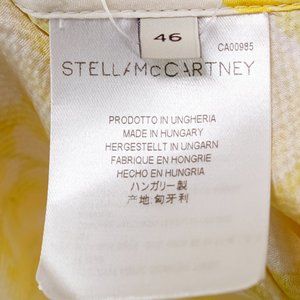 46
CA00985
STELLAMcCARTNEY
PRODOTTO IN UNGHERIA
MADE IN HUNGARY
HERGESTELLT IN UNGARN
FABRIQUE EN HONGRIE
HECHO EN HUNGRIA
ハンガリー製
产地:匈牙利